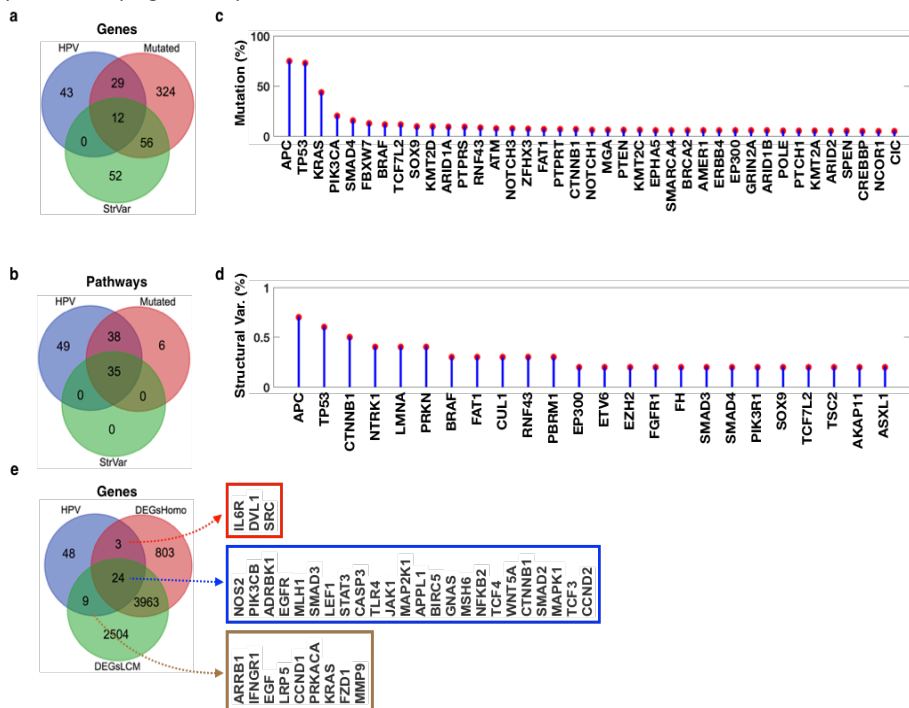 a
Genes
HPV
Mutated
43
29
324
12
0
56
52
StrVar
c
Mutation (%)
100
50
0
APC
TP53
KRAS
PIK3CA
SMAD4
FBXW7
BRAF
TCF7L2
SOX9
KMT2D
ARID1A
PTPRS
RNF43
ATM
NOTCH3
ZFHX3
FAT1
PTPRT
CTNNB1
NOTCH1
MGA
PTEN
KMT2C
EPHA5
SMARCA4
BRCA2
AMER1
ERBB4
EP300
GRIN2A
ARID1B
POLE
PTCH1
KMT2A
ARID2
SPEN
CREBBP
NCOR1
CIC
b
Pathways
HPV
Mutated
49
38
6
35
0
0
0
StrVar
d
Structural Var. (%)
1
0.5
0
APC
TP53
CTNNB1
NTRK1
LMNA
PRKN
BRAF
FAT1
CUL1
RNF43
PBRM1
EP300
ETV6
EZH2
FGFR1
FH
SMAD3
SMAD4
PIK3R1
SOX9
TCF7L2
TSC2
AKAP11
ASXL1
e
Genes
HPV
DEGsHomo
48
3
803
24
9
3963
2504
DEGsLCM
IL6R
DVL1
SRC
NOS2
PIK3CB
ADRBK1
EGFR
MLH1
SMAD3
LEF1
STAT3
CASP3
TLR4
JAK1
MAP2K1
APPL1
BIRC5
GNAS
MSH6
NFKB2
TCF4
WNT5A
CTNNB1
SMAD2
MAPK1
TCF3
CCND2
ARRB1
IFNGR1
EGF
LRP5
CCND1
PRKACA
KRAS
FZD1
MMP9